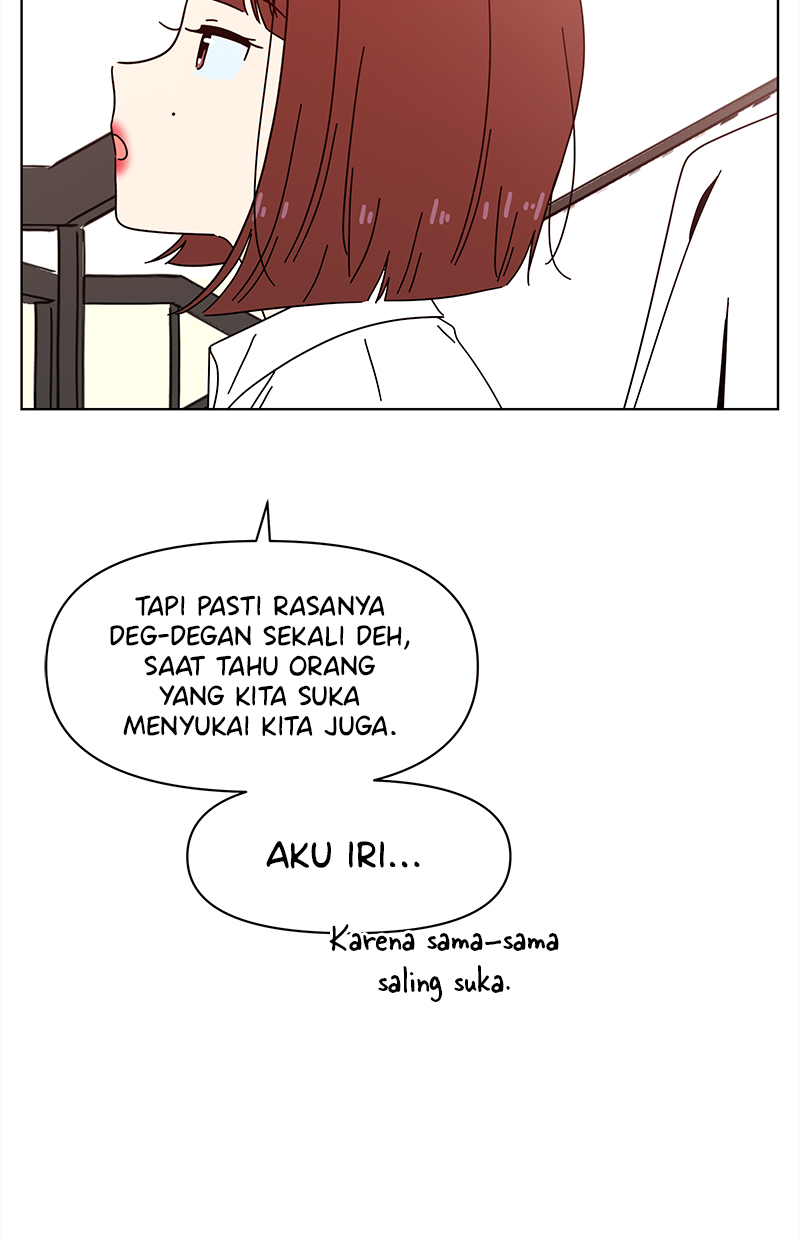 TAPI PASTI RASANYA
DEG-DEGAN SEKALI DEH,
SAAT TAHU ORANG
YANG KITA SUKA
MENYUKAI KITA JUGA.
AKU IRI...
Karena sama-sama
saling suka.